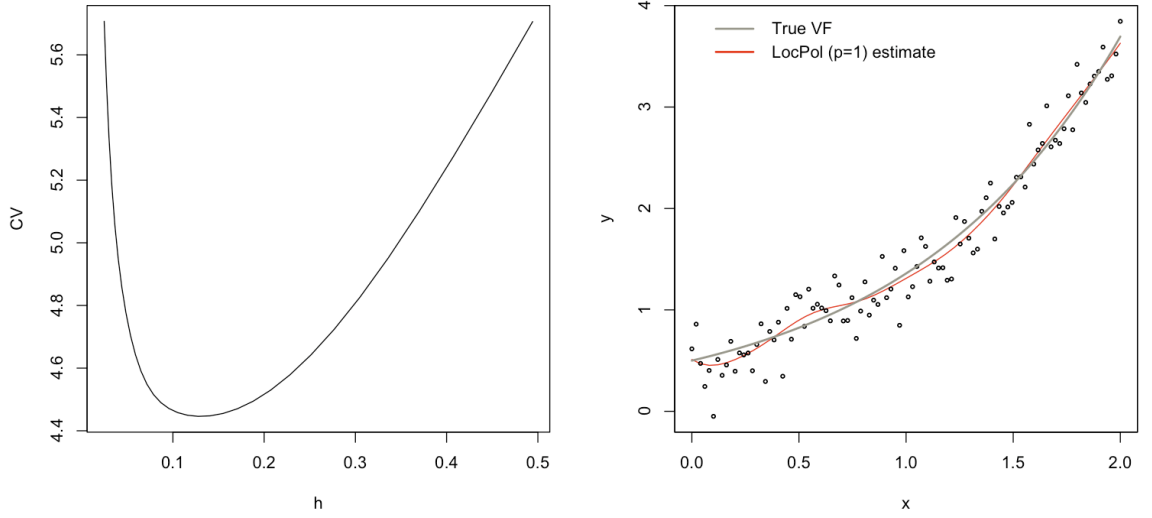 CV
4.4 4.6 4.8 5.0 5.2 5.4 5.6
0.1 0.2 0.3 0.4 0.5
h
True VF
LocPol (p=1) estimate
y
0 1 2 3 4
0.0 0.5 1.0 1.5 2.0
x